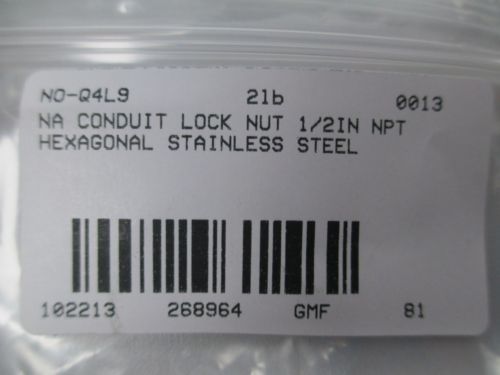 NO-Q4L9 21b 0013
NA CONDUIT LOCK NUT 1/2IN NPT
HEXAGONAL STAINLESS STEEL
102213 268964 GMF 81